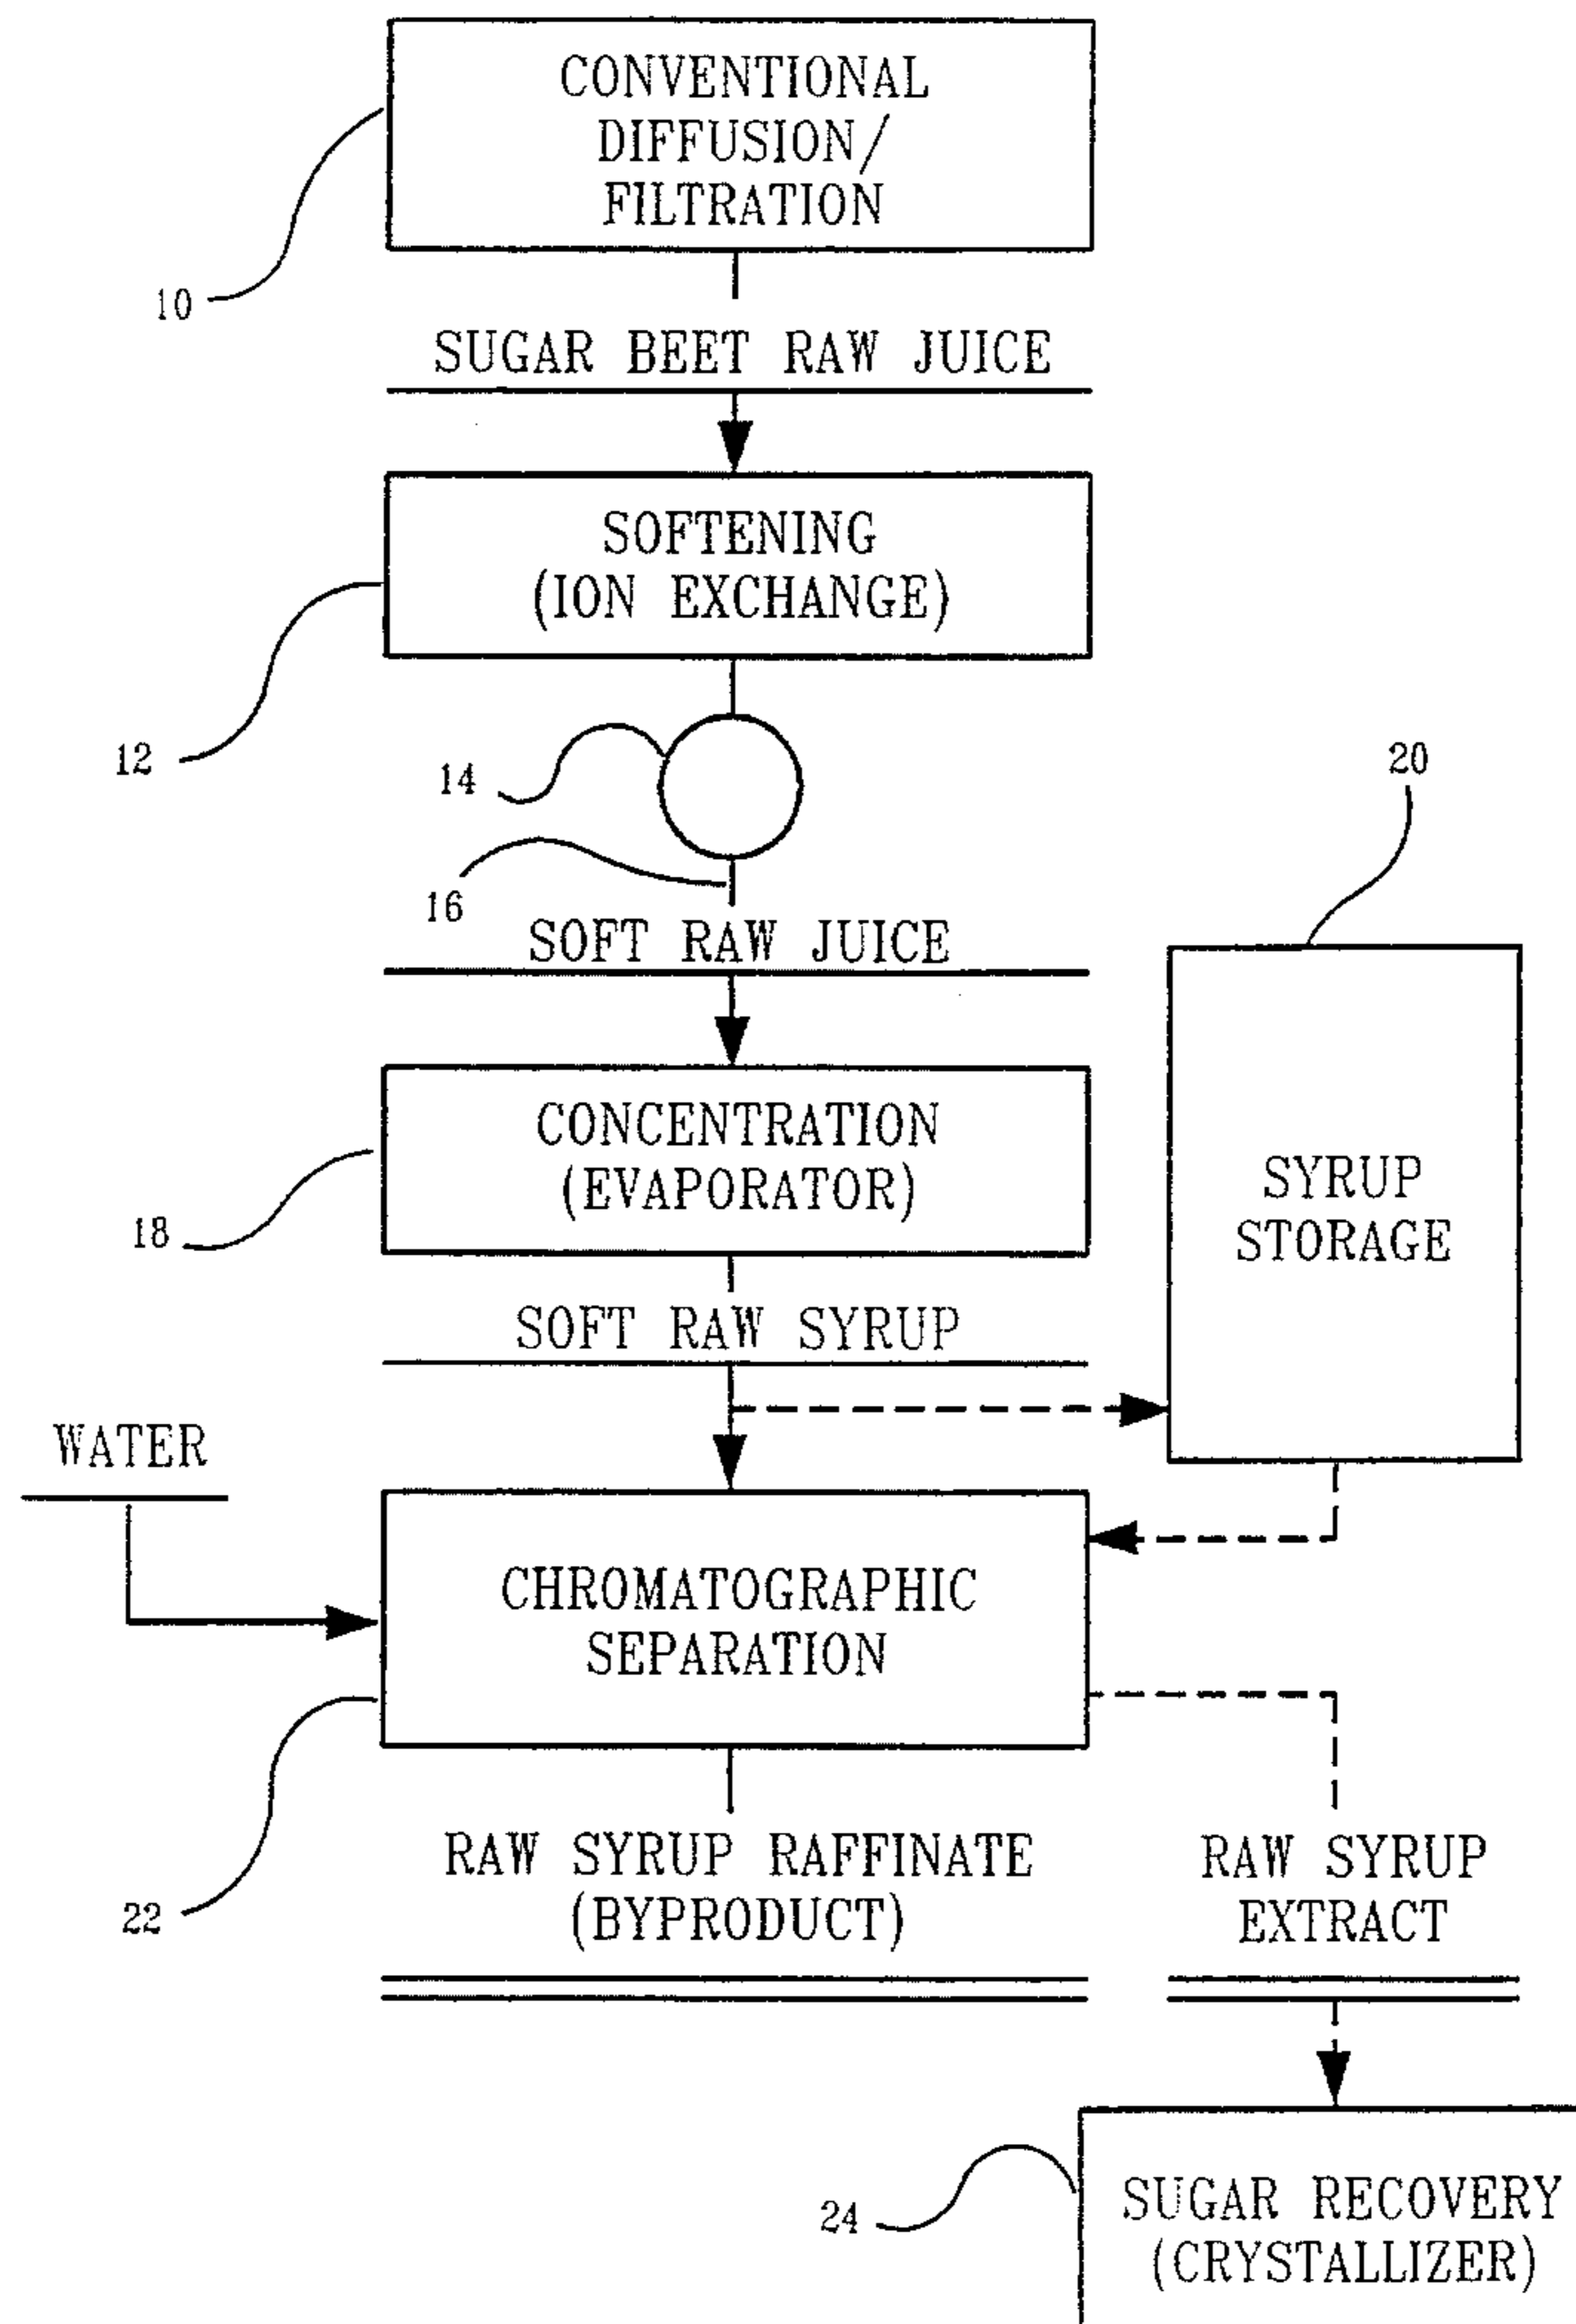 CONVENTIONAL
DIFFUSION/
FILTRATION
10
SUGAR BEET RAW JUICE
SOFTENING
(ION EXCHANGE)
12
14
16
20
SOFT RAW JUICE
CONCENTRATION
(EVAPORATOR)
18
SYRUP
STORAGE
SOFT RAW SYRUP
WATER
CHROMATOGRAPHIC
SEPARATION
22
RAW SYRUP RAFFINATE
(BYPRODUCT)
RAW SYRUP
EXTRACT
24
SUGAR RECOVERY
(CRYSTALLIZER)